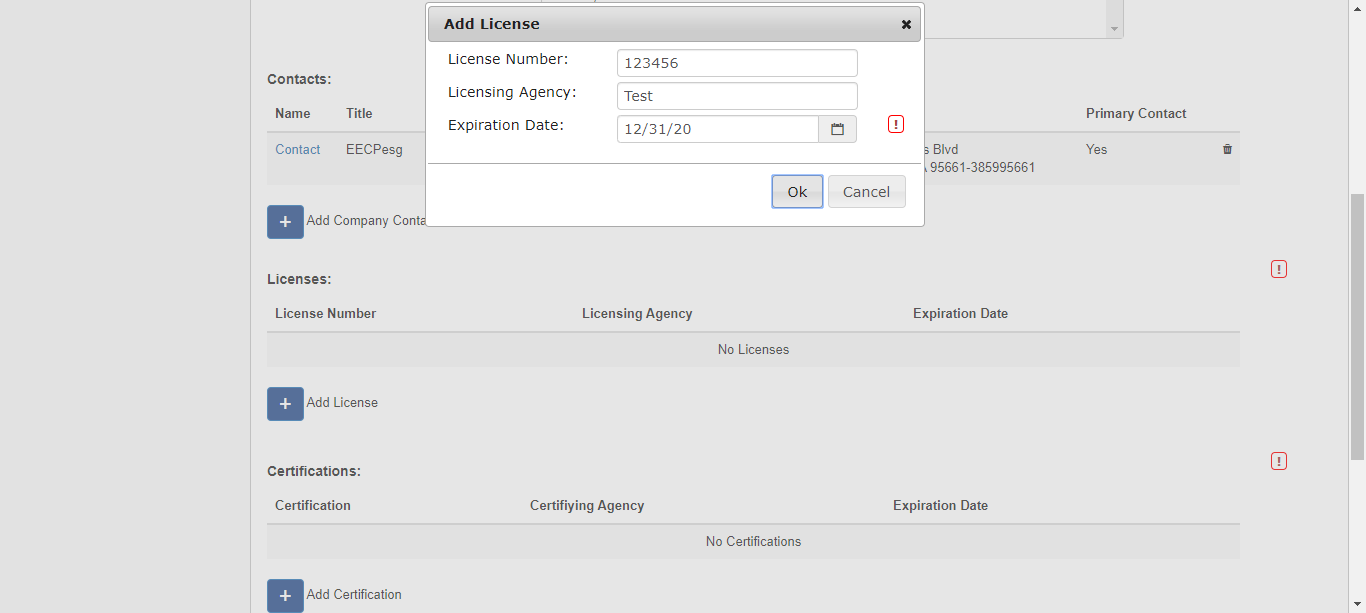 Add License
License Number: 123456
Licensing Agency: Test
Expiration Date: 12/31/20
Ok Cancel
Contacts:
Name Title Primary Contact
Contact EECPesg Blvd Yes
95661-385995661
Add Company
Licenses:
License Number Licensing Agency Expiration Date
No Licenses
Add License
Certifications:
Certification Certifiying Agency Expiration Date
No Certifications
Add Certification